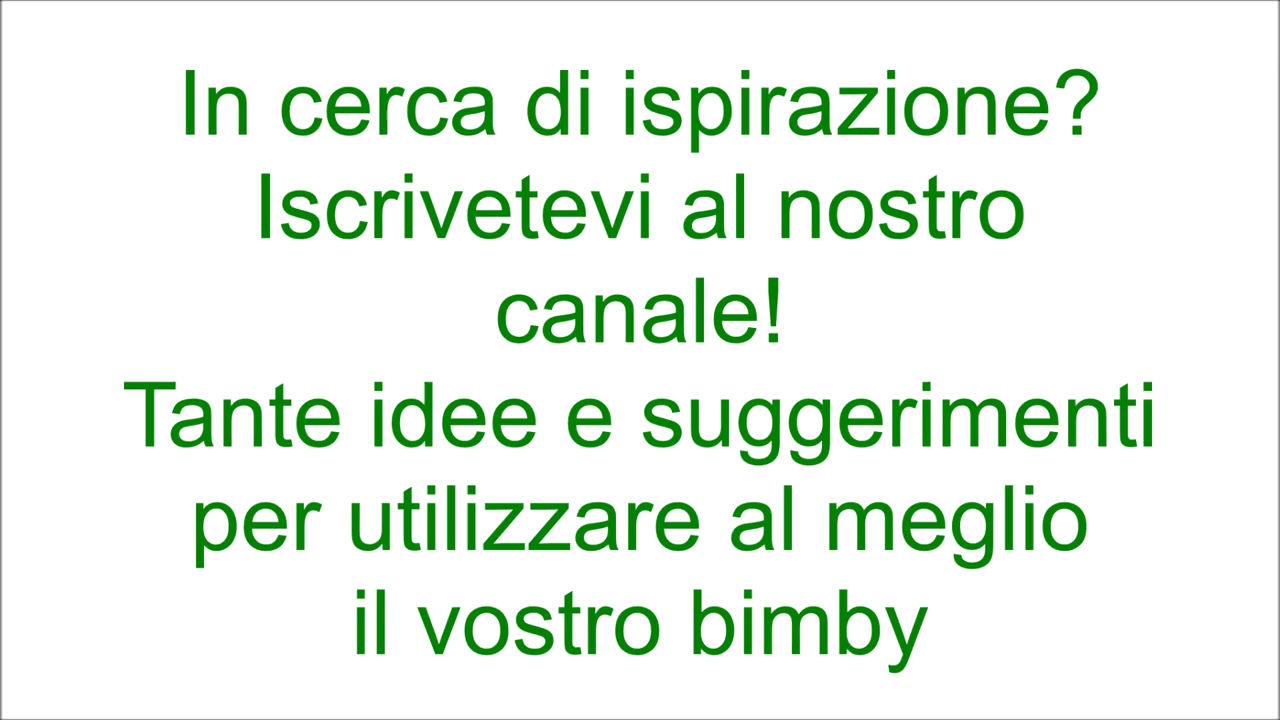 In cerca di ispirazione?
Iscrivetevi al nostro
canale!
Tante idee e suggerimenti
per utilizzare al meglio
il vostro bimby